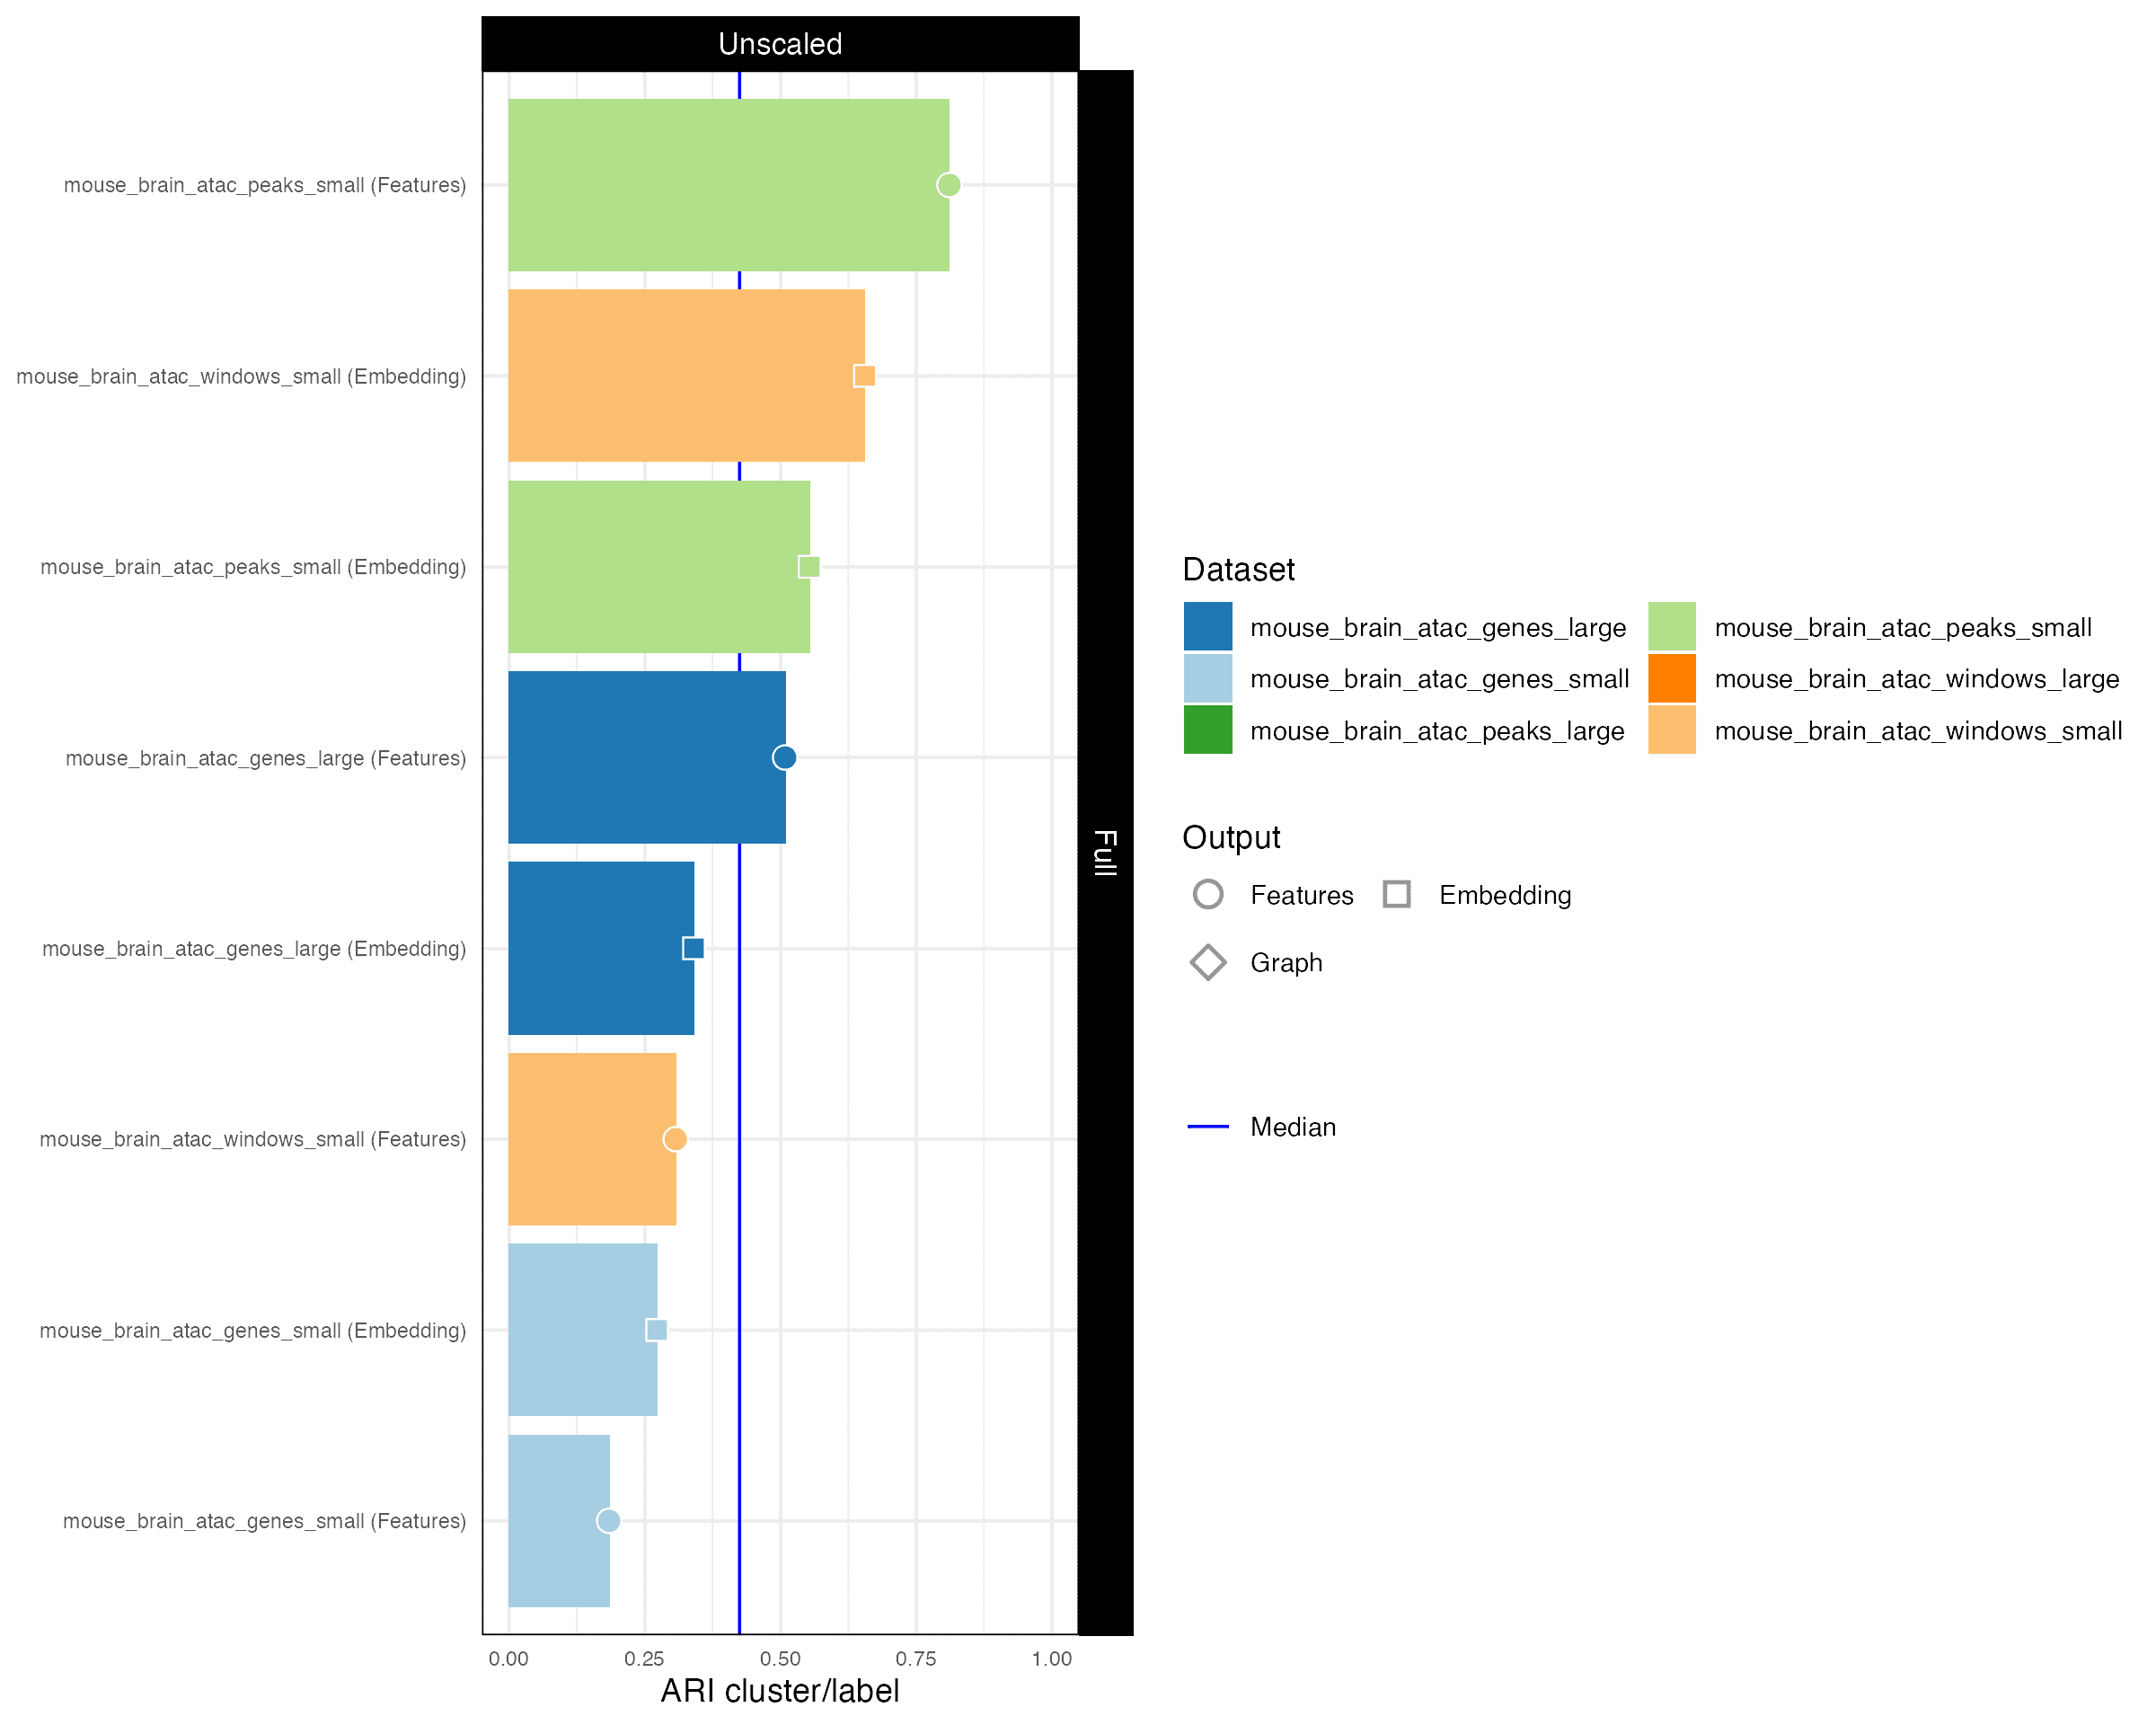 Unscaled
mouse_brain_atac_peaks_small (Features)
mouse_brain_atac_windows_small (Embedding)
mouse_brain_atac_peaks_small (Embedding)
mouse_brain_atac_genes_large (Features)
mouse_brain_atac_genes_large (Embedding)
mouse_brain_atac_windows_small (Features)
mouse_brain_atac_genes_small (Embedding)
mouse_brain_atac_genes_small (Features)
0.00 0.25 0.50 0.75 1.00
ARI cluster/label
Full
Dataset
mouse_brain_atac_genes_large mouse_brain_atac_peaks_small
mouse_brain_atac_genes_small mouse_brain_atac_windows_large
mouse_brain_atac_peaks_large mouse_brain_atac_windows_small
Output
Features Embedding
Graph
Median